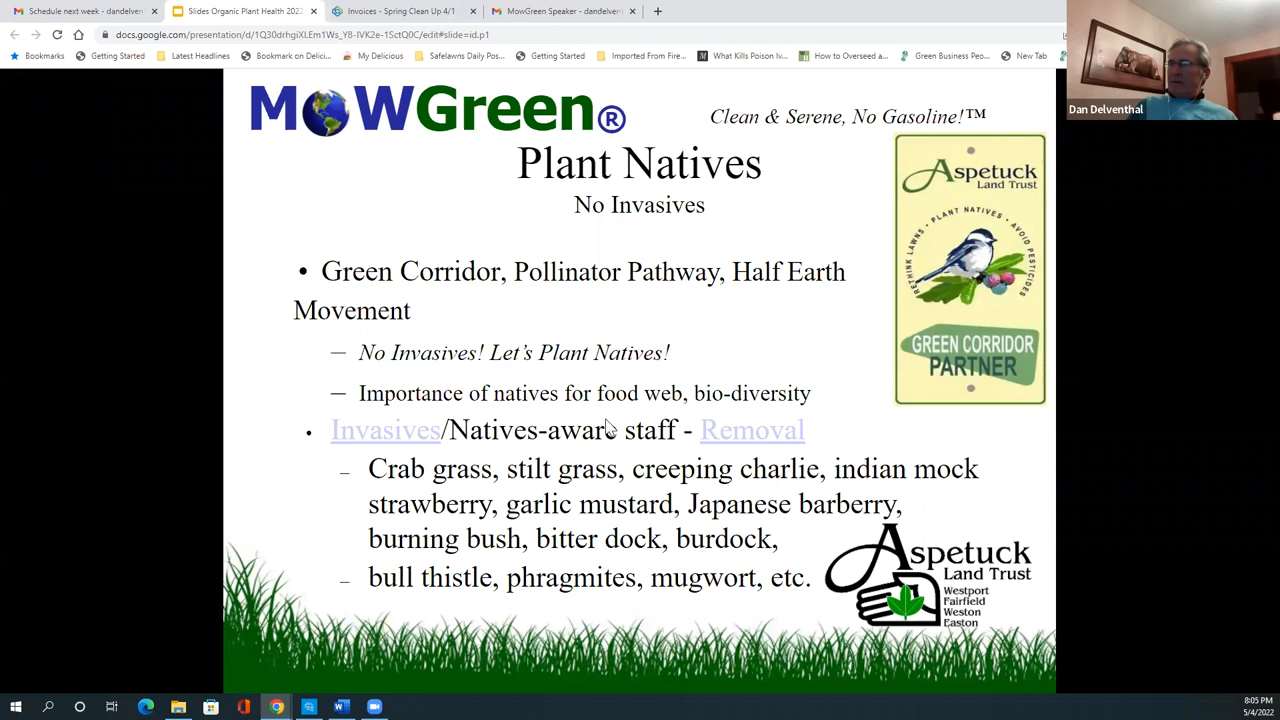 Schedule next week - dandelven
Slides Organic Plant Health 2022
Invoices - Spring Clean Up 4/1
MowGreen Speaker - dandelven
docs.google.com/presentation/d/1Q30drhgiXLEm1Ws_Y8-IVK2e-1SctQ0C/edit#slide=id.p1
Bookmarks
Getting Started
Latest Headlines
Bookmark on Delici...
My Delicious
Safelawns Daily Pos...
Getting Started
Imported From Fire...
What Kills Poison Iv...
How to Overseed a...
Green Business Peo...
New Tab
Dan Delventhal
MOWGreen®
Clean & Serene, No Gasoline!™
Plant Natives
No Invasives
Aspetuck
Land Trust
RETHINK LAWNS • PLANT NATIVES • AVOID PESTICIDES
GREEN CORRIDOR
PARTNER
• Green Corridor, Pollinator Pathway, Half Earth
Movement
– No Invasives! Let's Plant Natives!
– Importance of natives for food web, bio-diversity
• Invasives/Natives-aware staff - Removal
– Crab grass, stilt grass, creeping charlie, indian mock
strawberry, garlic mustard, Japanese barberry,
burning bush, bitter dock, burdock,
– bull thistle, phragmites, mugwort, etc.
Aspetuck
Land Trust
Westport
Fairfield
Weston
Easton
8:05 PM
5/4/2022